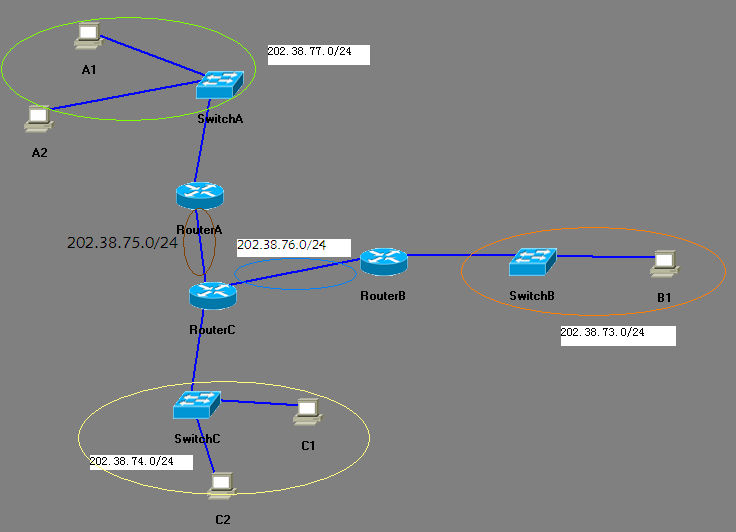 202.38.77.0/24
A1
SwitchA
A2
RouterA
202.38.75.0/24
202.38.76.0/24
RouterB
SwitchB
B1
RouterC
202.38.73.0/24
SwitchC
C1
202.38.74.0/24
C2